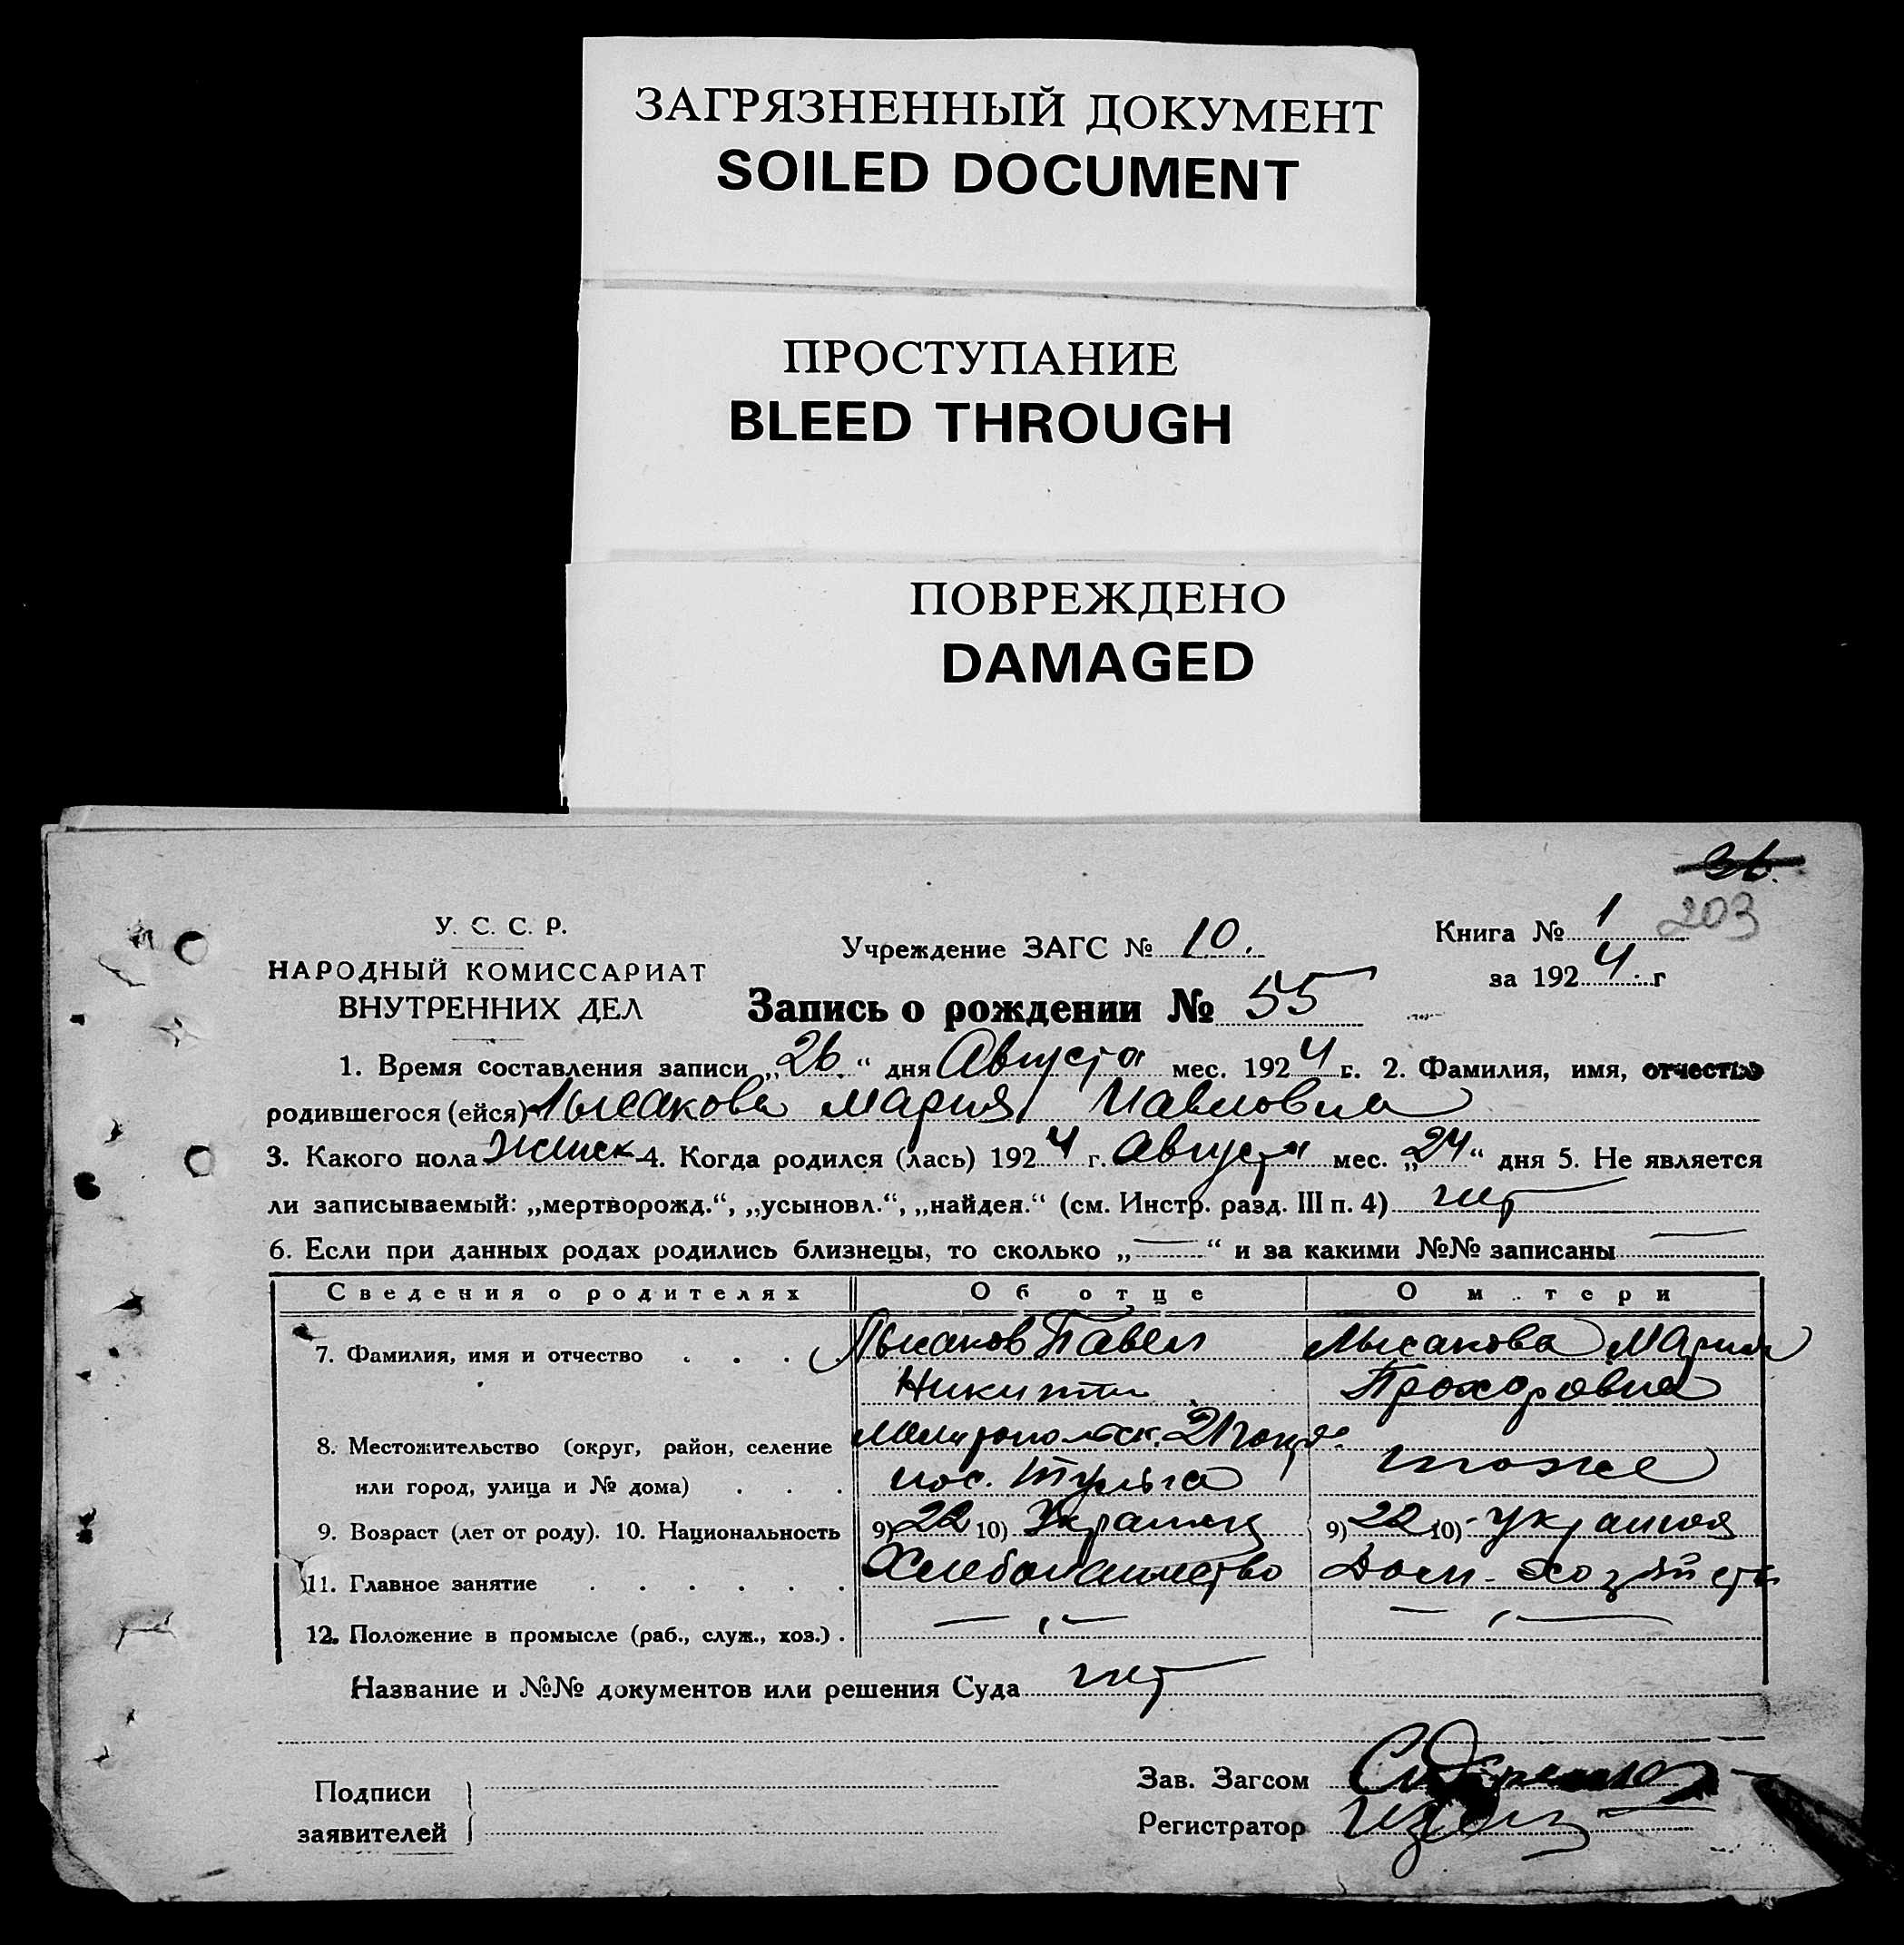 ЗАГРЯЗНЕННЫЙ ДОКУМЕНТ
SOILED DOCUMENT
ПРОСТУПАНИЕ
BLEED THROUGH
ПОВРЕЖДЕНО
DAMAGED
203
У. С. С. Р.
НАРОДНЫЙ КОМИССАРИАТ
ВНУТРЕННИХ ДЕЛ
Учреждение ЗАГС № 10.
Книга № 1
за 1924 г
Запись о рождении № 55
1. Время составления записи „26.“ дня Августа мес. 1924 г. 2. Фамилия, имя, отчество
родившегося (ейся) Лысакова Мария Павловна
3. Какого пола женск 4. Когда родился (лась) 1924 г. Августа мес. „24“ дня 5. Не является
ли записываемый: „мертворожд.“, „усыновл.“, „найден.“ (см. Инстр. разд. III п. 4) нет
6. Если при данных родах родились близнецы, то сколько „—“ и за какими №№ записаны —
Сведения о родителях Об отце О м тери
7. Фамилия, имя и отчество . . . Лысаков Павел Лысакова Мария
Никити Прохоровна
8. Местожительство (округ, район, селение
или город, улица и № дома) . . . пос. тоже
9. Возраст (лет от роду). 10. Национальность 9) 22 10) Украинец 9) 22 10) Украиноя
11. Главное занятие . . . . . . Хлебопашество Дом. хозяйств
12. Положение в промысле (раб., служ., хоз.) . — „ — — „ —
Название и №№ документов или решения Суда нет
Подписи
заявителей
Зав. Загсом
Регистратор